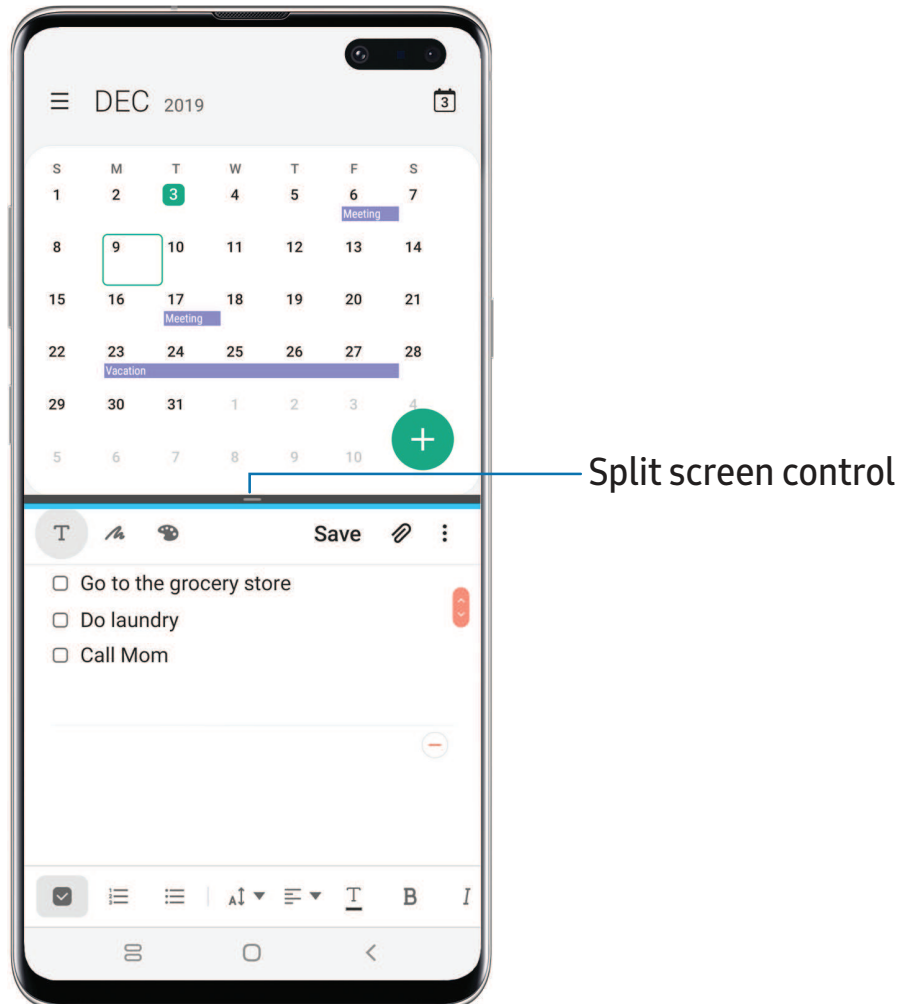 DEC 2019 3
S M T W T F S
1 2 3 4 5 6 7
Meeting
8 9 10 11 12 13 14
15 16 17 18 19 20 21
Meeting
22 23 24 25 26 27 28
Vacation
29 30 31 1 2 3 4
5 6 7 8 9 10
Split screen control
T Save
Go to the grocery store
Do laundry
Call Mom
A T B I